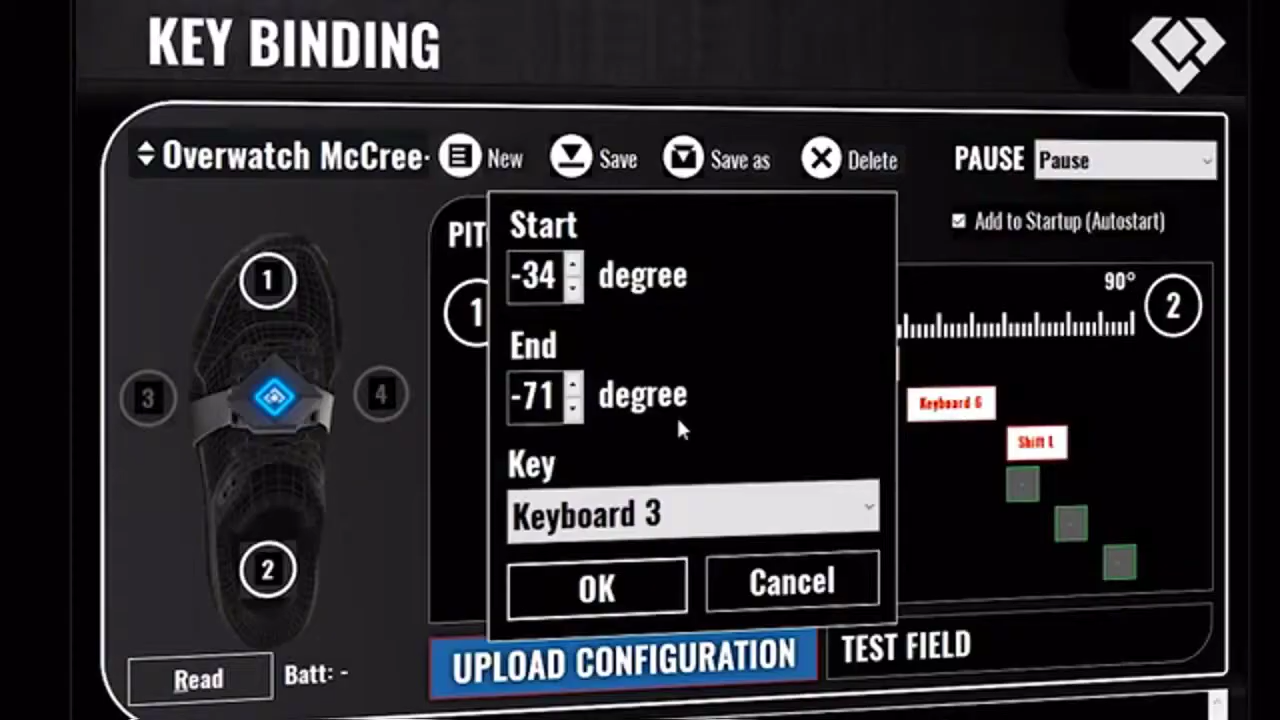 KEY BINDING
Overwatch McCree-
New
Save
Save as
Delete
PAUSE
Pause
Add to Startup (Autostart)
1
3
4
2
PIT
1
Start
-34 degree
End
-71 degree
Key
Keyboard 3
OK
Cancel
90°
2
Keyboard G
Shift L
Read
Batt: -
UPLOAD CONFIGURATION
TEST FIELD